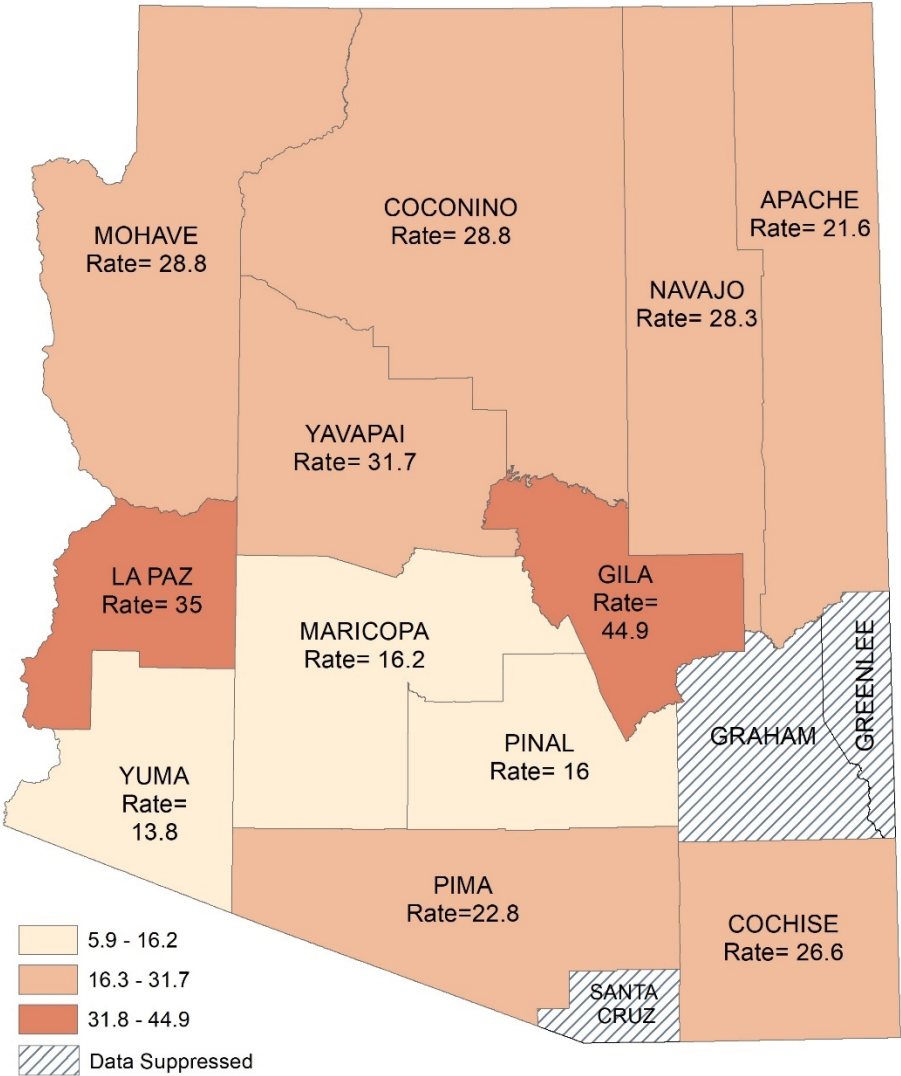 MOHAVE
Rate= 28.8
COCONINO
Rate= 28.8
APACHE
Rate= 21.6
NAVAJO
Rate= 28.3
YAVAPAI
Rate= 31.7
LA PAZ
Rate= 35
GILA
Rate=
44.9
MARICOPA
Rate= 16.2
GREENLEE
GRAHAM
PINAL
Rate= 16
YUMA
Rate=
13.8
PIMA
Rate=22.8
COCHISE
Rate= 26.6
SANTA
CRUZ
5.9 - 16.2
16.3 - 31.7
31.8 - 44.9
Data Suppressed